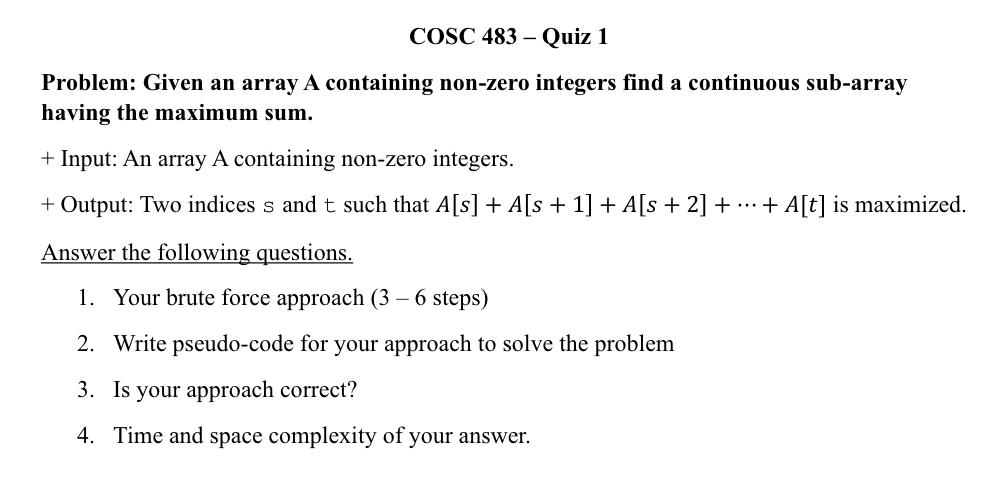 COSC 483 – Quiz 1
Problem: Given an array A containing non-zero integers find a continuous sub-array
having the maximum sum.
+ Input: An array A containing non-zero integers.
+ Output: Two indices s and t such that A[s] + A[s + 1] + A[s + 2] + ⋯ + A[t] is maximized.
Answer the following questions.
1. Your brute force approach (3 – 6 steps)
2. Write pseudo-code for your approach to solve the problem
3. Is your approach correct?
4. Time and space complexity of your answer.